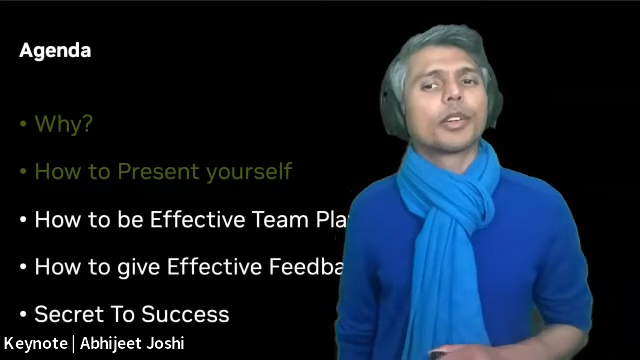 Agenda
• Why?
• How to Present yourself
• How to be Effective Team
• How to give Effective
• Secret To Success
Keynote | Abhijeet Joshi